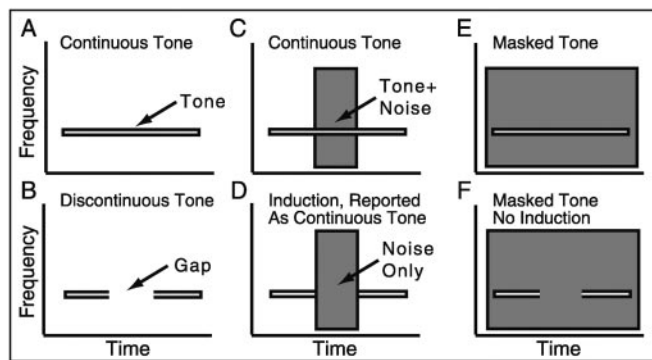 A
Continuous Tone
Frequency
Tone
C
Continuous Tone
Tone+
Noise
E
Masked Tone
B
Discontinuous Tone
Frequency
Gap
Time
D
Induction, Reported
As Continuous Tone
Noise
Only
Time
F
Masked Tone
No Induction
Time